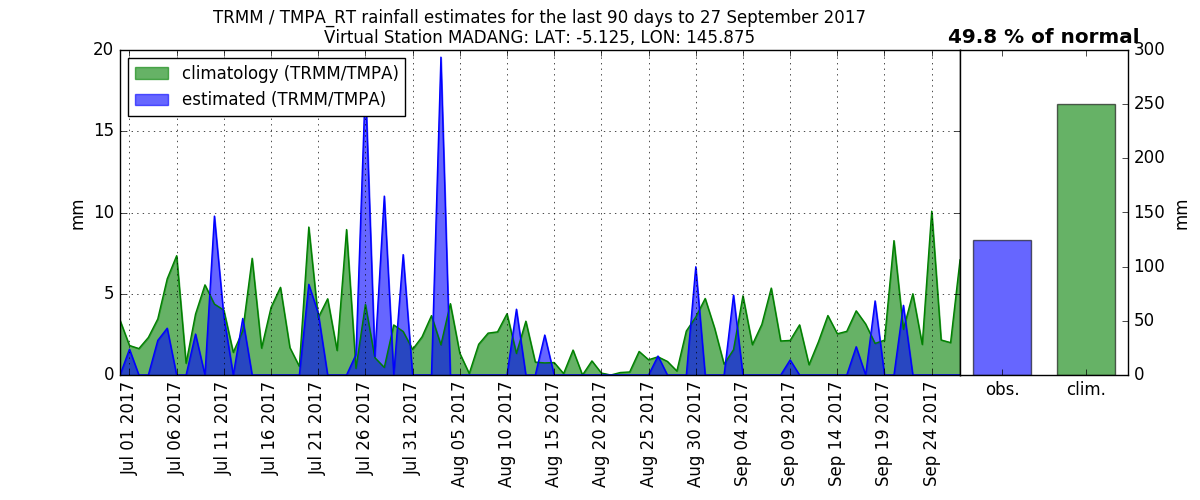 TRMM / TMPA_RT rainfall estimates for the last 90 days to 27 September 2017
Virtual Station MADANG: LAT: -5.125, LON: 145.875
49.8 % of normal
climatology (TRMM/TMPA)
estimated (TRMM/TMPA)
mm
20
15
10
5
0
Jul 01 2017
Jul 06 2017
Jul 11 2017
Jul 16 2017
Jul 21 2017
Jul 26 2017
Jul 31 2017
Aug 05 2017
Aug 10 2017
Aug 15 2017
Aug 20 2017
Aug 25 2017
Aug 30 2017
Sep 04 2017
Sep 09 2017
Sep 14 2017
Sep 19 2017
Sep 24 2017
obs.
clim.
300
250
200
150
100
50
0
mm